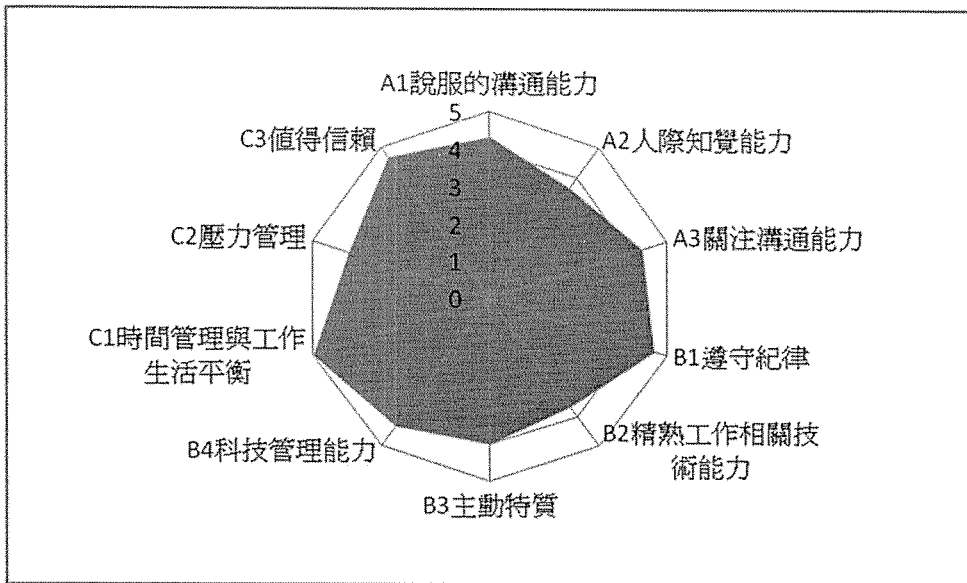 A1說服的溝通能力
A2人際知覺能力
A3關注溝通能力
B1遵守紀律
B2精熟工作相關技
術能力
B3主動特質
B4科技管理能力
C1時間管理與工作
生活平衡
C2壓力管理
C3值得信賴
5
4
3
2
1
0